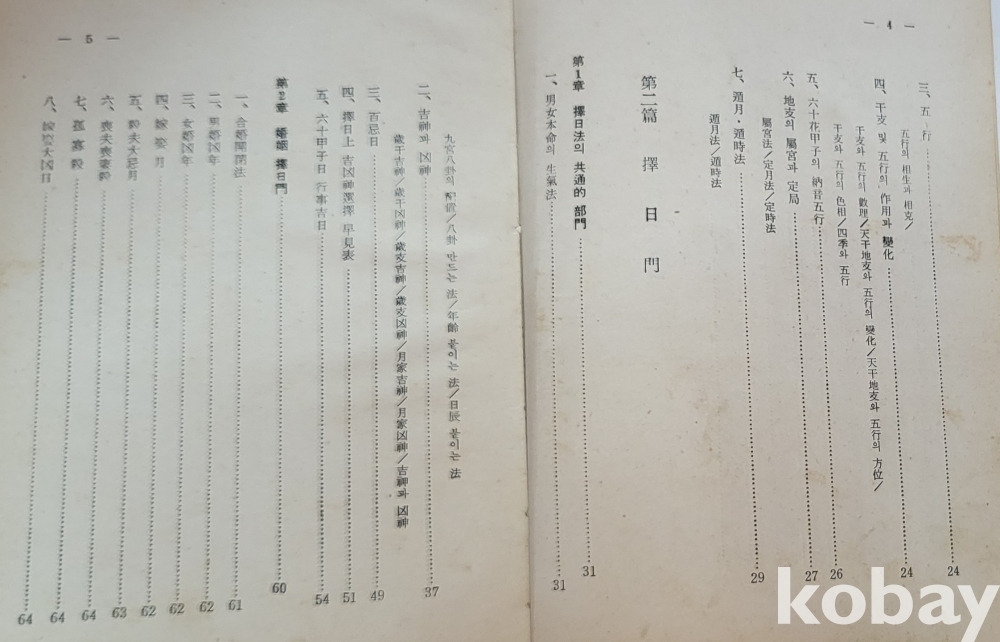 — 4 —
三、五 行 24
五行의 相生과 相克/
四、干支 및 五行의 作用과 變化 24
干支와 五行의 數理/天干地支와 五行의 變化/天干地支와 五行의 方位/
干支와 五行의 色相/四季와 五行
五、六十花甲子의 納音五行 26
六、地支의 屬宮과 定局 27
屬宮法/定月法/定時法
七、遁月・遁時法 29
遁月法/遁時法
第二篇 擇日門
第1章 擇日法의 共通的 部門 31
一、男女本命의 生氣法 31
— 5 —
九宮八卦의 配置/八卦 만드는 法/年齡 붙이는 法/日辰 붙이는 法
二、吉神과 凶神 37
歲干吉神/歲干凶神/歲支吉神/歲支凶神/月家吉神/月家凶神/吉神과 凶神
三、百忌日 49
四、擇日上 吉凶神選擇 早見表 51
五、六十甲子日 行事吉日 54
第2章 婚姻 擇日門 60
一、合婚開閉法 61
二、男婚凶年 62
三、女婚凶年 62
四、嫁娶月 62
五、殺夫大忌月 63
六、喪夫喪妻殺 64
七、孤寡殺 64
八、嫁娶大凶日 64
kobay